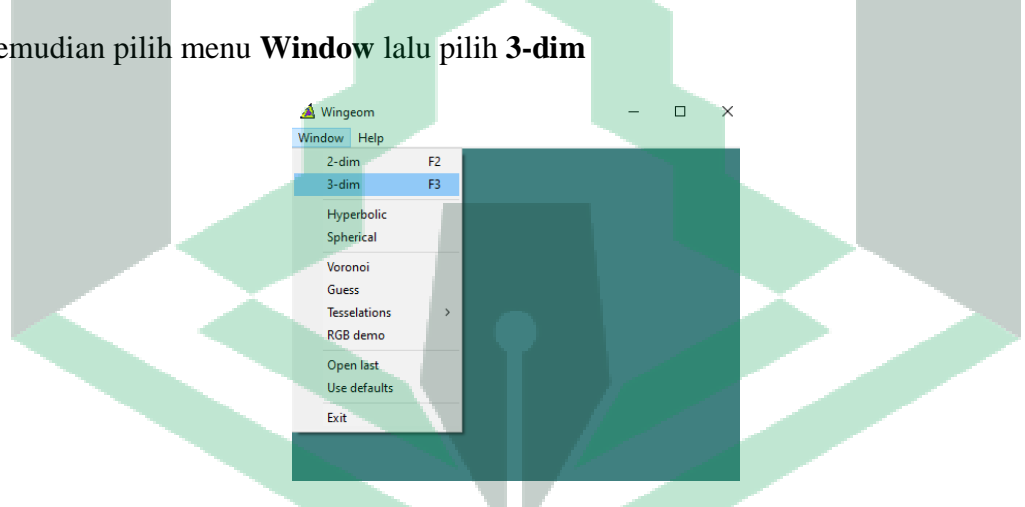 emudian pilih menu Window lalu pilih 3-dim
Wingeom
Window Help
2-dim F2
3-dim F3
Hyperbolic
Spherical
Voronoi
Guess
Tesselations
RGB demo
Open last
Use defaults
Exit